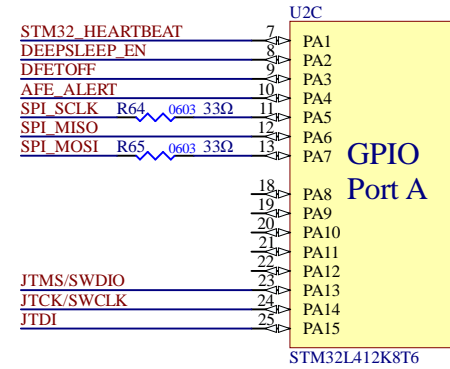 U2C
STM32_HEARTBEAT 7 PA1
DEEPSLEEP_EN 8 PA2
DFETOFF 9 PA3
AFE_ALERT 10 PA4
SPI_SCLK R64 0603 33Ω 11 PA5
SPI_MISO 12 PA6
SPI_MOSI R65 0603 33Ω 13 PA7
GPIO
Port A
18 PA8
19 PA9
20 PA10
21 PA11
22 PA12
JTMS/SWDIO 23 PA13
JTCK/SWCLK 24 PA14
JTDI 25 PA15
STM32L412K8T6